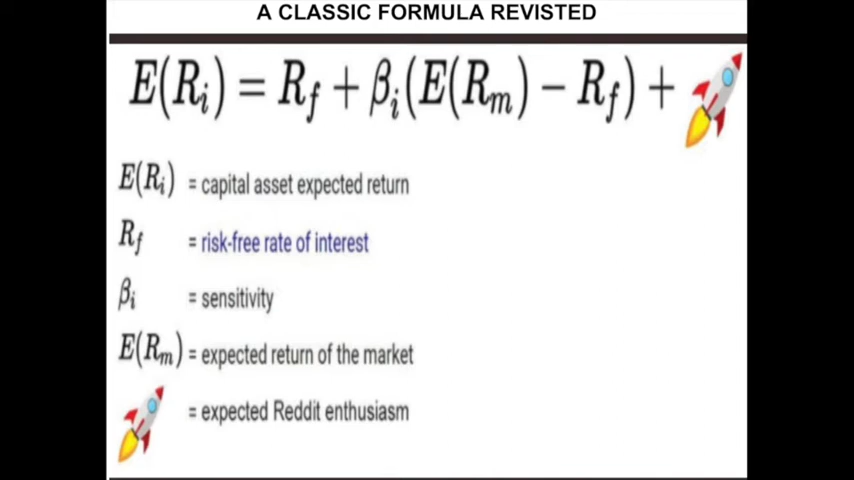 A CLASSIC FORMULA REVISTED
E(Rᵢ) = R_f + βᵢ(E(Rₘ) − R_f) + 🚀
E(Rᵢ) = capital asset expected return
R_f = risk-free rate of interest
βᵢ = sensitivity
E(Rₘ) = expected return of the market
🚀 = expected Reddit enthusiasm